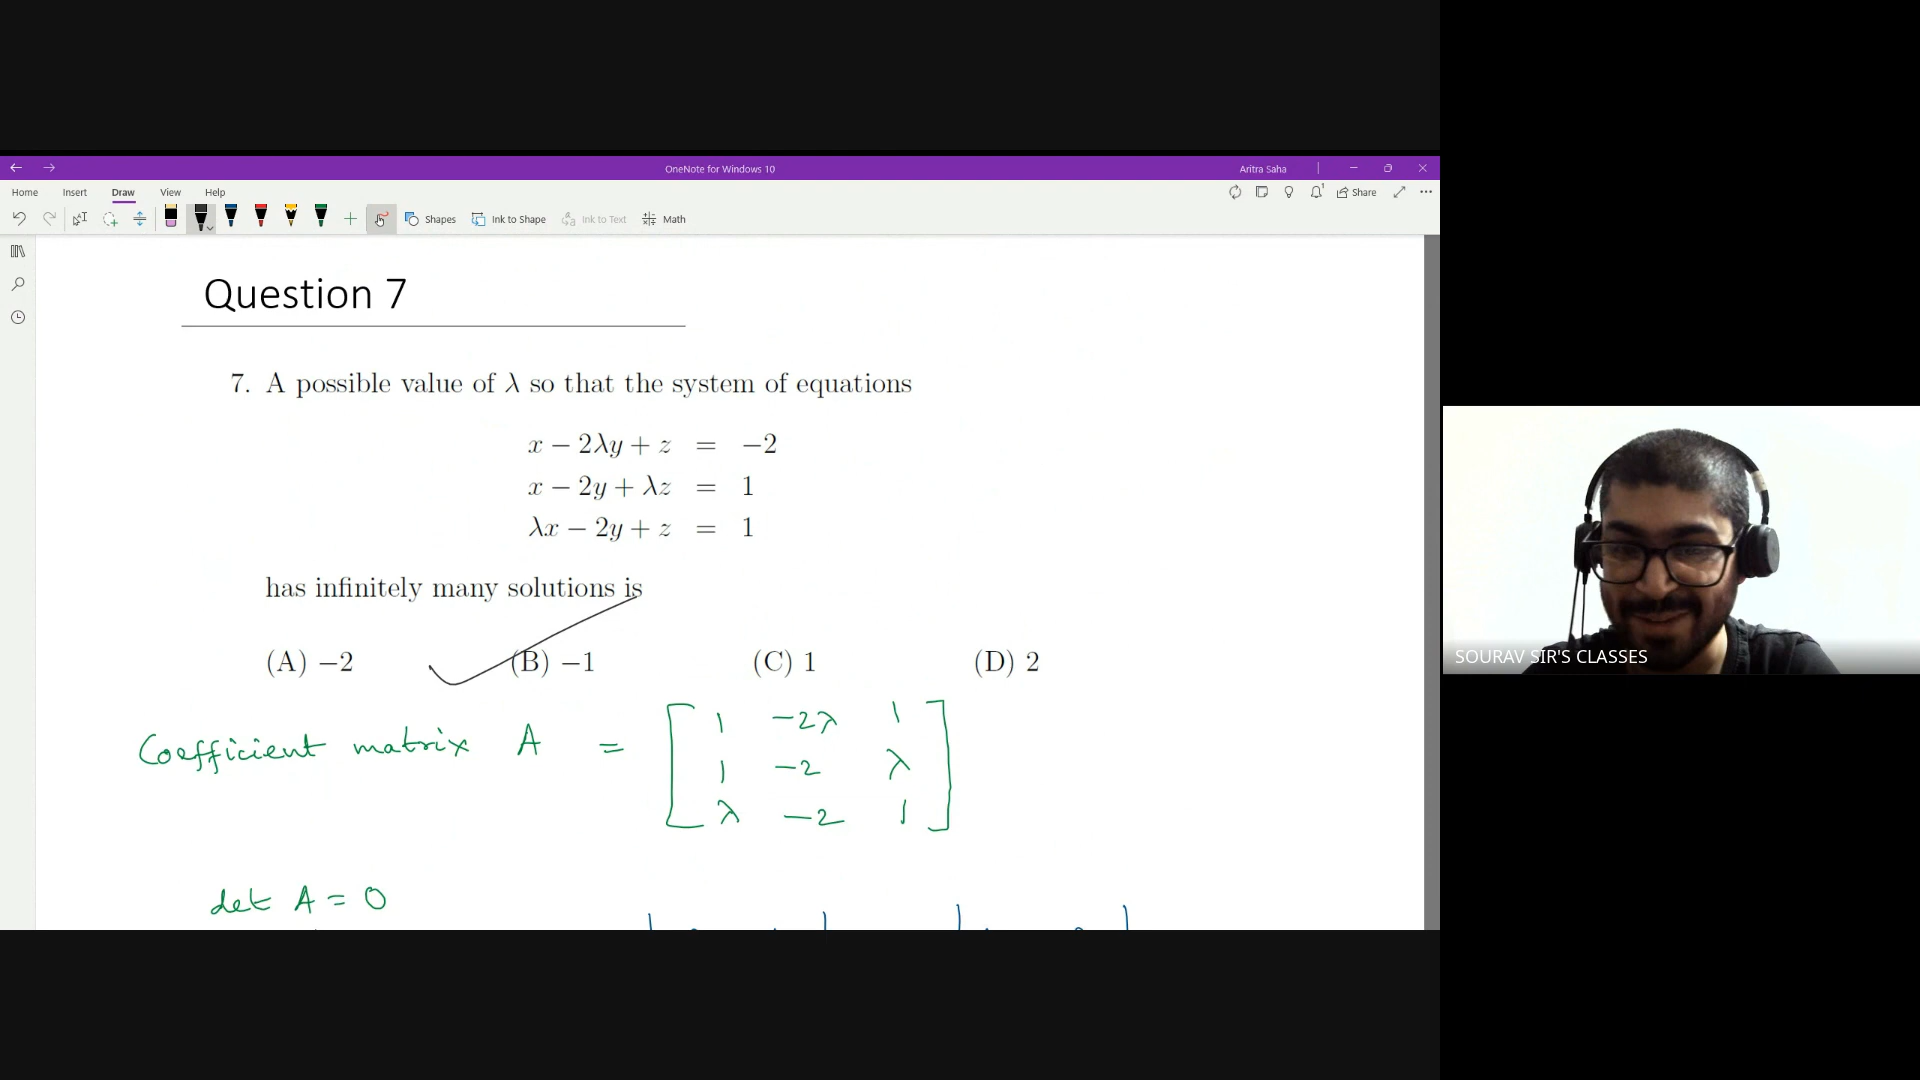 OneNote for Windows 10
Aritra Saha
Home Insert Draw View Help
Share
Shapes Ink to Shape Ink to Text Math
Question 7
7. A possible value of λ so that the system of equations
x − 2λy + z = −2
x − 2y + λz = 1
λx − 2y + z = 1
has infinitely many solutions is
(A) −2 (B) −1 (C) 1 (D) 2
Coefficient matrix A =
1 −2λ 1
1 −2 λ
λ −2 1
det A = 0
SOURAV SIR'S CLASSES